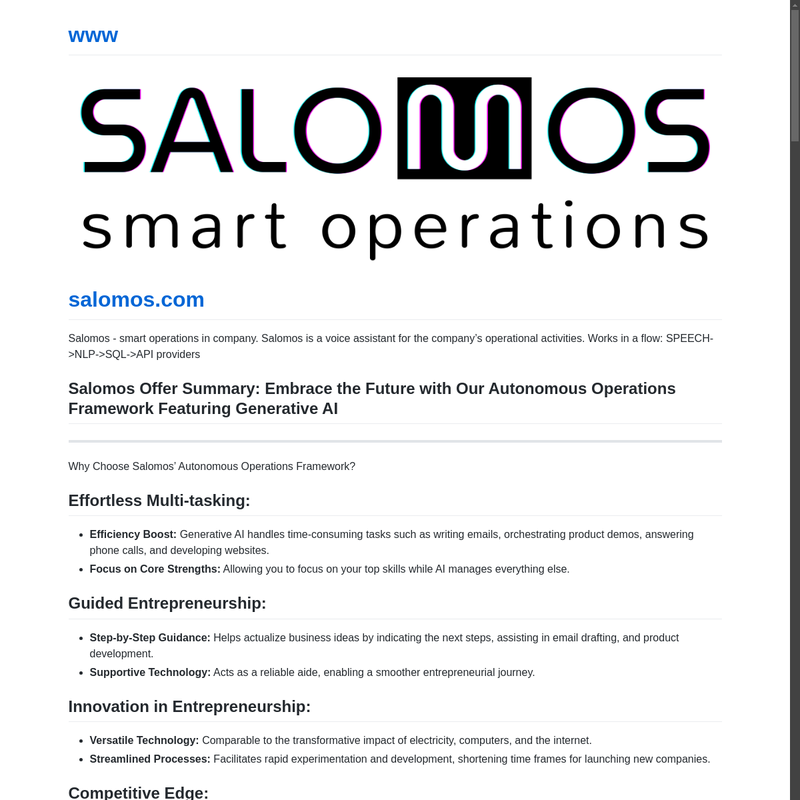 www
SALOMOS
smart operations
salomos.com
Salomos - smart operations in company. Salomos is a voice assistant for the company’s operational activities. Works in a flow: SPEECH-
>NLP->SQL->API providers
Salomos Offer Summary: Embrace the Future with Our Autonomous Operations
Framework Featuring Generative AI
Why Choose Salomos’ Autonomous Operations Framework?
Effortless Multi-tasking:
• Efficiency Boost: Generative AI handles time-consuming tasks such as writing emails, orchestrating product demos, answering
phone calls, and developing websites.
• Focus on Core Strengths: Allowing you to focus on your top skills while AI manages everything else.
Guided Entrepreneurship:
• Step-by-Step Guidance: Helps actualize business ideas by indicating the next steps, assisting in email drafting, and product
development.
• Supportive Technology: Acts as a reliable aide, enabling a smoother entrepreneurial journey.
Innovation in Entrepreneurship:
• Versatile Technology: Comparable to the transformative impact of electricity, computers, and the internet.
• Streamlined Processes: Facilitates rapid experimentation and development, shortening time frames for launching new companies.
Competitive Edge: